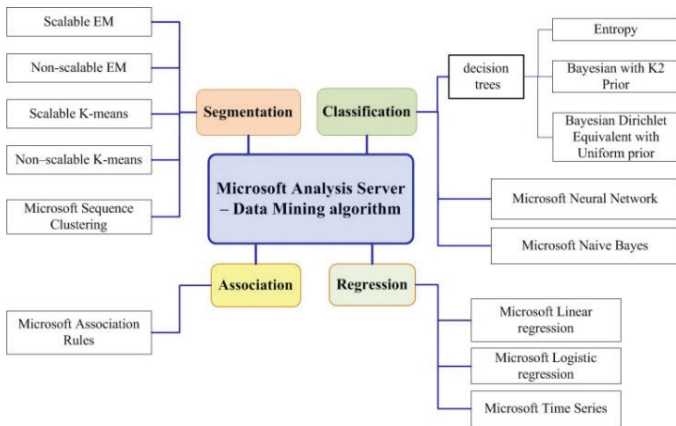 Scalable EM
Non-scalable EM
Scalable K-means
Non–scalable K-means
Microsoft Sequence
Clustering
Segmentation
Classification
decision
trees
Entropy
Bayesian with K2
Prior
Bayesian Dirichlet
Equivalent with
Uniform prior
Microsoft Neural Network
Microsoft Naive Bayes
Microsoft Analysis Server
– Data Mining algorithm
Association
Regression
Microsoft Association
Rules
Microsoft Linear
regression
Microsoft Logistic
regression
Microsoft Time Series